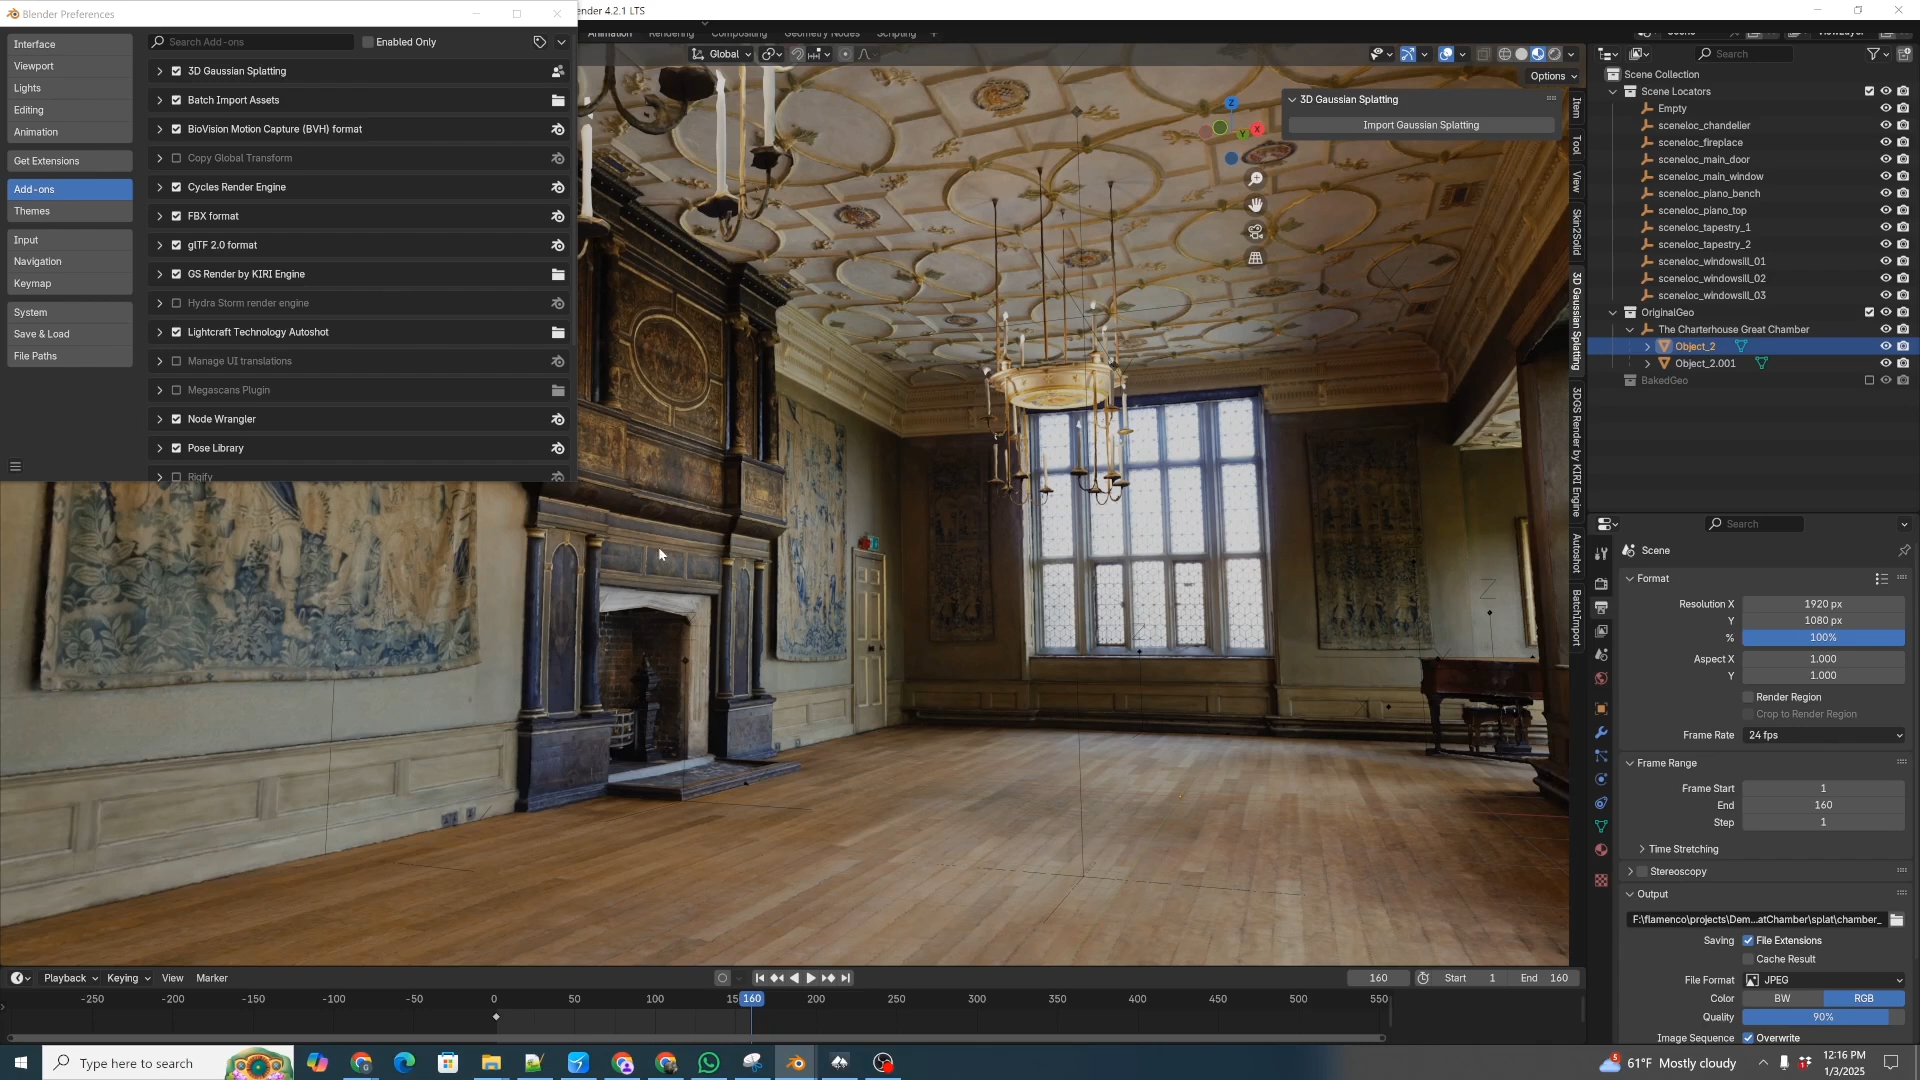 Blender Preferences
ender 4.2.1 LTS
Animation Rendering Compositing Geometry Nodes Scripting +
Interface
Viewport
Lights
Editing
Animation
Get Extensions
Add-ons
Themes
Input
Navigation
Keymap
System
Save & Load
File Paths
Search Add-ons
Enabled Only
3D Gaussian Splatting
Batch Import Assets
BioVision Motion Capture (BVH) format
Copy Global Transform
Cycles Render Engine
FBX format
glTF 2.0 format
GS Render by KIRI Engine
Hydra Storm render engine
Lightcraft Technology Autoshot
Manage UI translations
Megascans Plugin
Node Wrangler
Pose Library
Rigify
Global
Options
3D Gaussian Splatting
Import Gaussian Splatting
Z
Y
X
Item
Tool
View
Skin2Solid
3D Gaussian Splatting
3DGS Render by KIRI Engine
Autoshot
BatchImport
Search
Scene Collection
Scene Locators
Empty
sceneloc_chandelier
sceneloc_fireplace
sceneloc_main_door
sceneloc_main_window
sceneloc_piano_bench
sceneloc_piano_top
sceneloc_tapestry_1
sceneloc_tapestry_2
sceneloc_windowsill_01
sceneloc_windowsill_02
sceneloc_windowsill_03
OriginalGeo
The Charterhouse Great Chamber
Object_2
Object_2.001
BakedGeo
Search
Scene
Format
Resolution X 1920 px
Y 1080 px
% 100%
Aspect X 1.000
Y 1.000
Render Region
Crop to Render Region
Frame Rate 24 fps
Frame Range
Frame Start 1
End 160
Step 1
Time Stretching
Stereoscopy
Output
F:\flamenco\projects\Dem...atChamber\splat\chamber_
Saving File Extensions
Cache Result
File Format JPEG
Color BW RGB
Quality 90%
Image Sequence Overwrite
Playback Keying View Marker
160 Start 1 End 160
-250 -200 -150 -100 -50 0 50 100 15 160 200 250 300 350 400 450 500 550
Type here to search
61°F Mostly cloudy
12:16 PM
1/3/2025